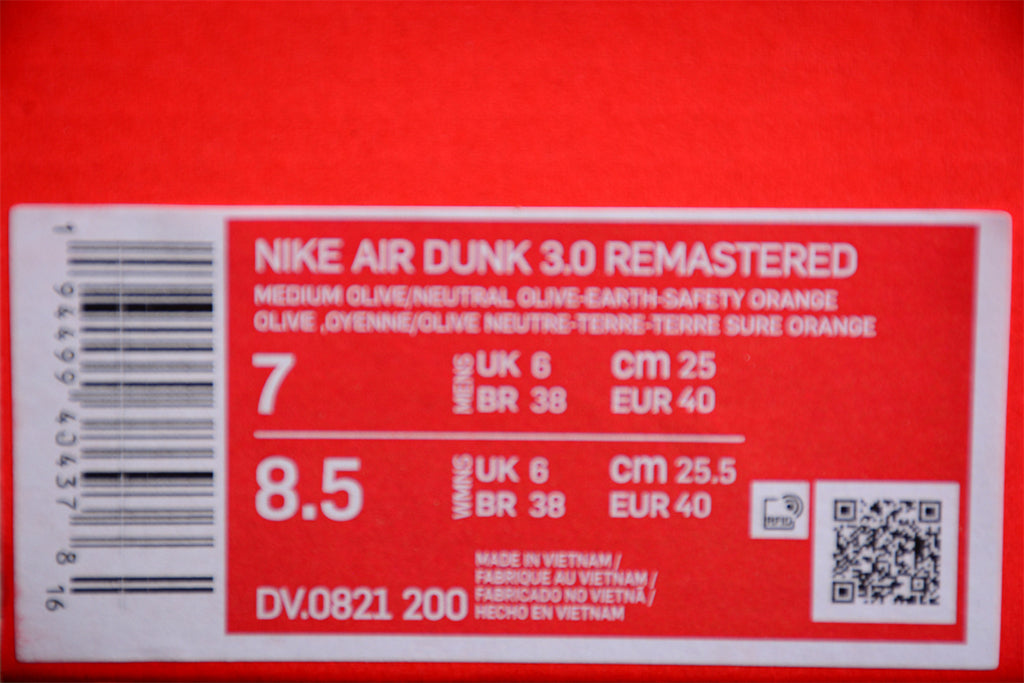 NIKE AIR DUNK 3.0 REMASTERED
MEDIUM OLIVE/NEUTRAL OLIVE-EARTH-SAFETY ORANGE
OLIVE ,OYENNE/OLIVE NEUTRE-TERRE-TERRE SURE ORANGE
7 MENS UK 6 cm 25
BR 38 EUR 40
8.5 WMNS UK 6 cm 25.5
BR 38 EUR 40
RFID
MADE IN VIETNAM /
FABRIQUE AU VIETNAM /
FABRICADO NO VIETNÃ /
HECHO EN VIETNAM
DV.0821 200
1 94499 40437 8 16